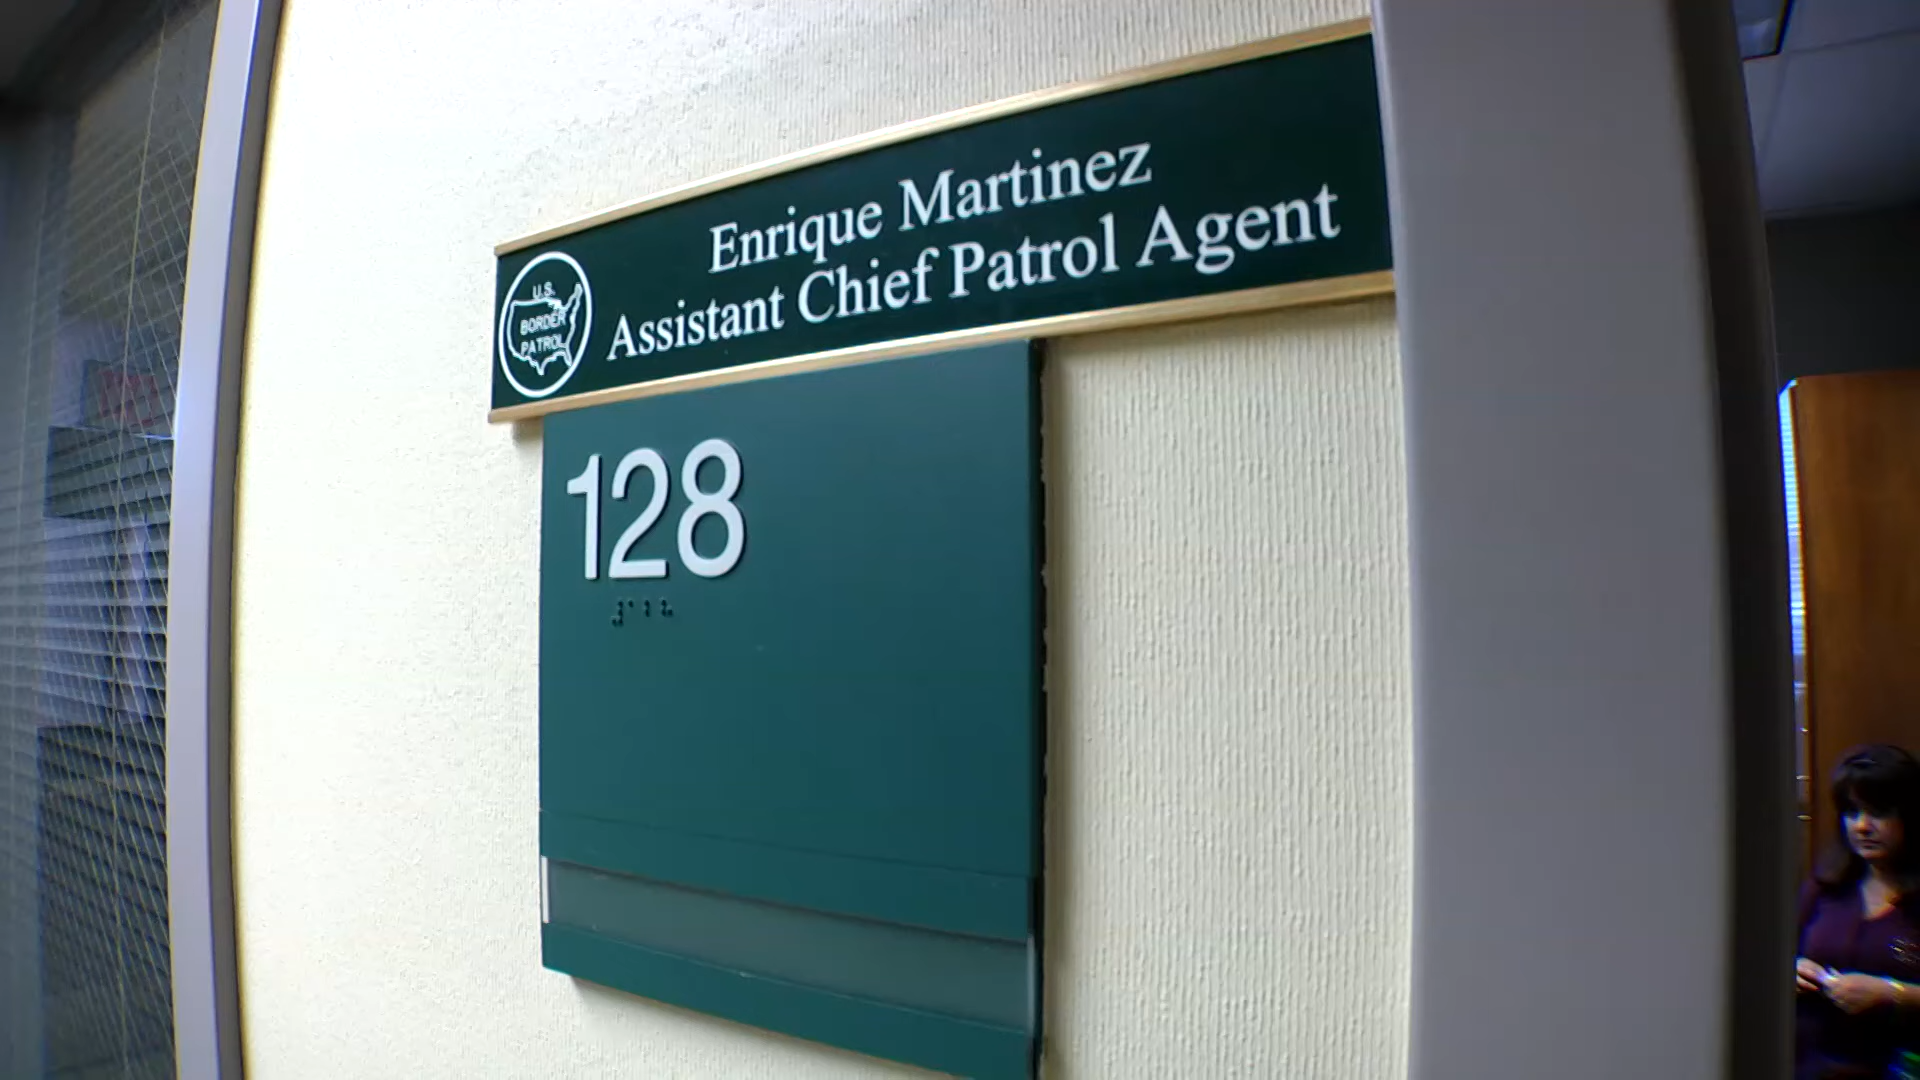 Enrique Martinez
Assistant Chief Patrol Agent
U.S.
BORDER
PATROL
128